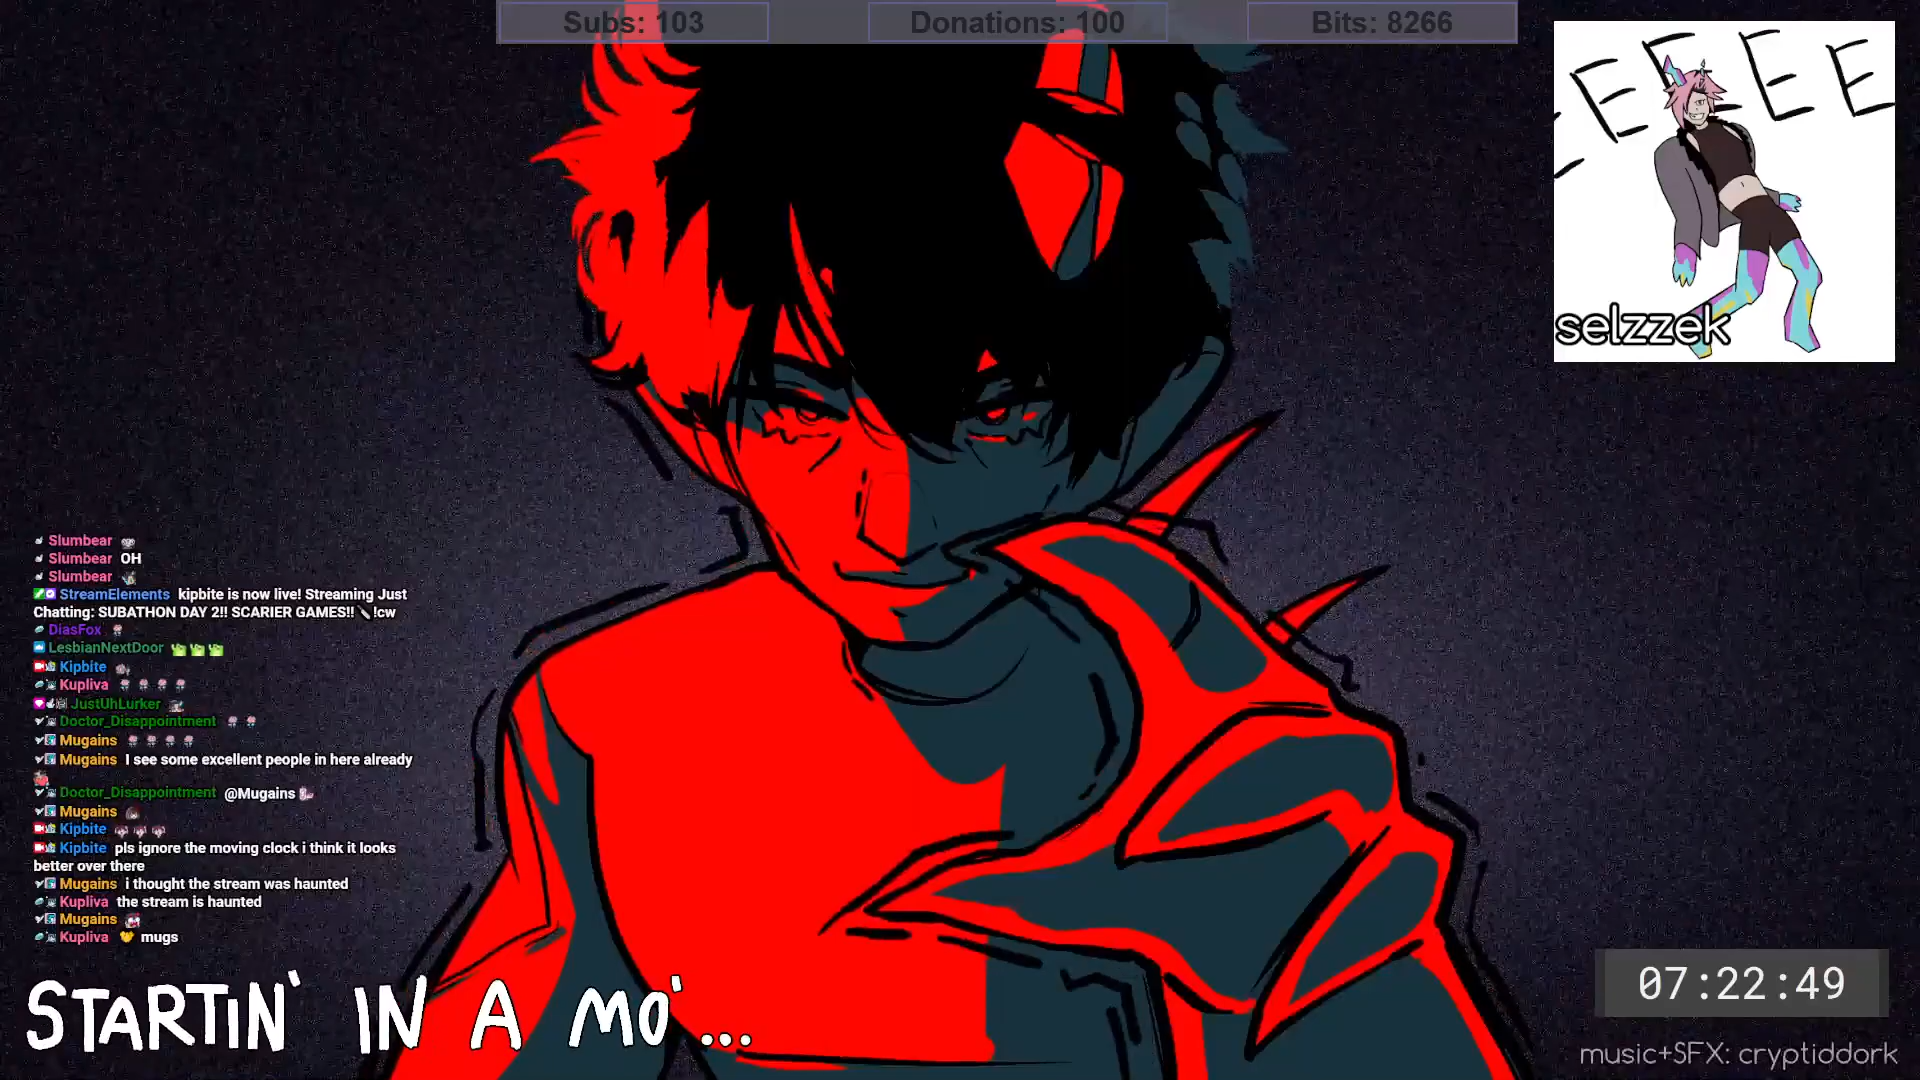 Subs: 103
Donations: 100
Bits: 8266
EEEEE
selzzek
Slumbear
Slumbear OH
Slumbear
StreamElements kipbite is now live! Streaming Just
Chatting: SUBATHON DAY 2!! SCARIER GAMES!! !cw
DiasFox
LesbianNextDoor
Kipbite
Kupliva
JustUhLurker
Doctor_Disappointment
Mugains
Mugains I see some excellent people in here already
Doctor_Disappointment @Mugains
Mugains
Kipbite
Kipbite pls ignore the moving clock i think it looks
better over there
Mugains i thought the stream was haunted
Kupliva the stream is haunted
Mugains
Kupliva mugs
STARTIN' IN A MO'...
07:22:49
music+SFX: cryptiddork